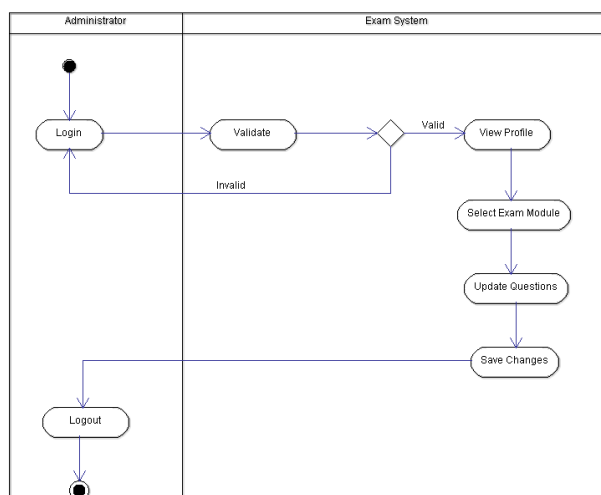 Administrator
Exam System
Login
Validate
Valid
View Profile
Invalid
Select Exam Module
Update Questions
Save Changes
Logout